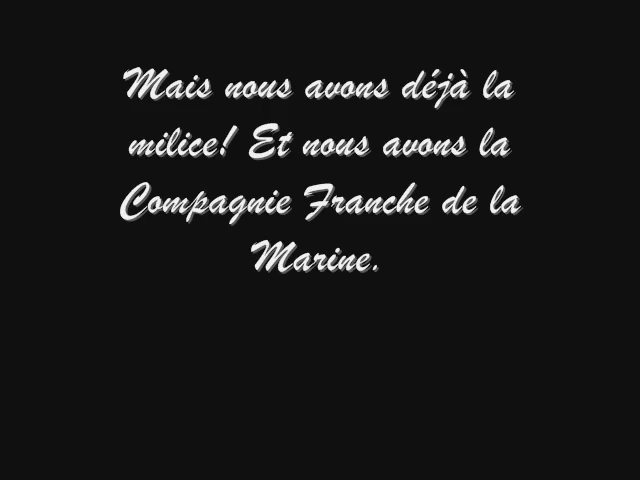 Mais nous avons déjà la
milice! Et nous avons la
Compagnie Franche de la
Marine.